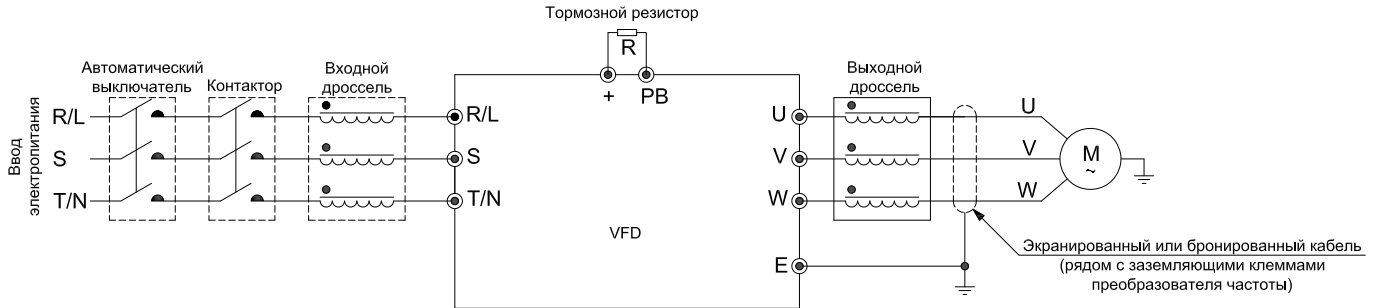 Тормозной резистор
R
+ PB
Автоматический
выключатель
Контактор
Входной
дроссель
Выходной
дроссель
Ввод
электропитания
R/L
S
T/N
R/L
S
T/N
VFD
U
V
W
E
U
V
W
M
~
Экранированный или бронированный кабель
(рядом с заземляющими клеммами
преобразователя частоты)